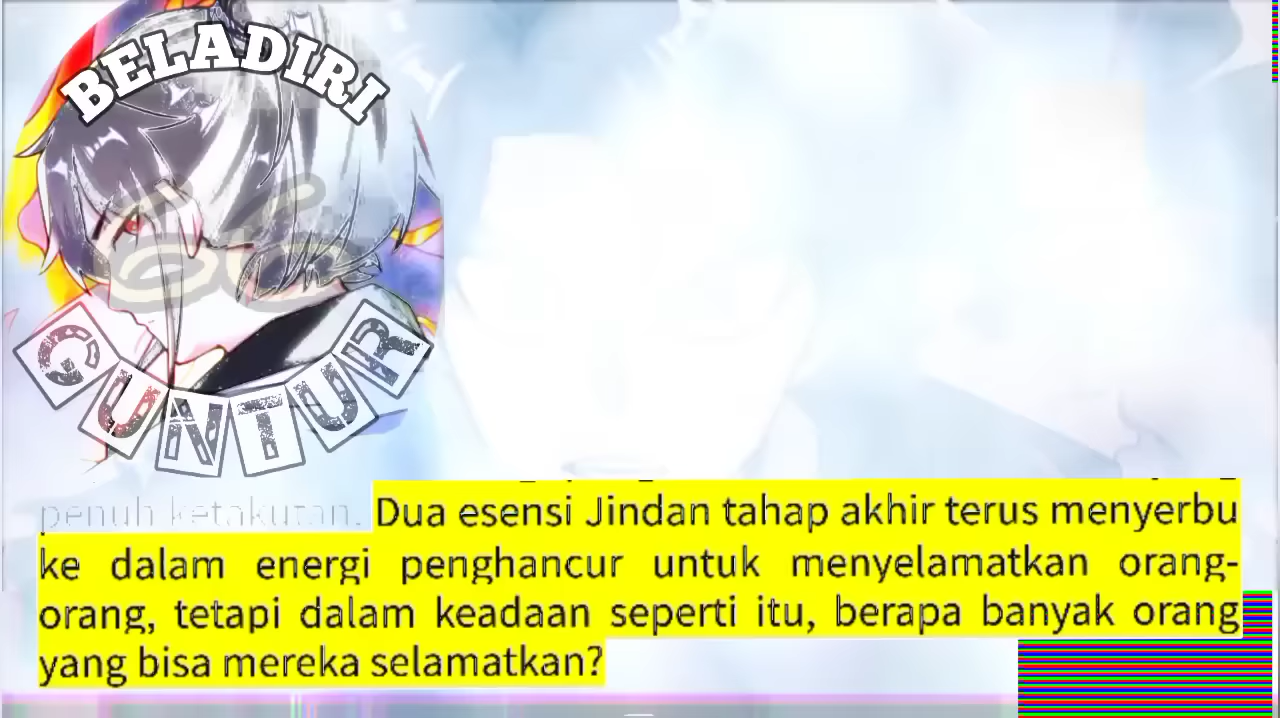 BELADIRI
GUNTUR
penuh ketakutan. Dua esensi Jindan tahap akhir terus menyerbu
ke dalam energi penghancur untuk menyelamatkan orang-
orang, tetapi dalam keadaan seperti itu, berapa banyak orang
yang bisa mereka selamatkan?